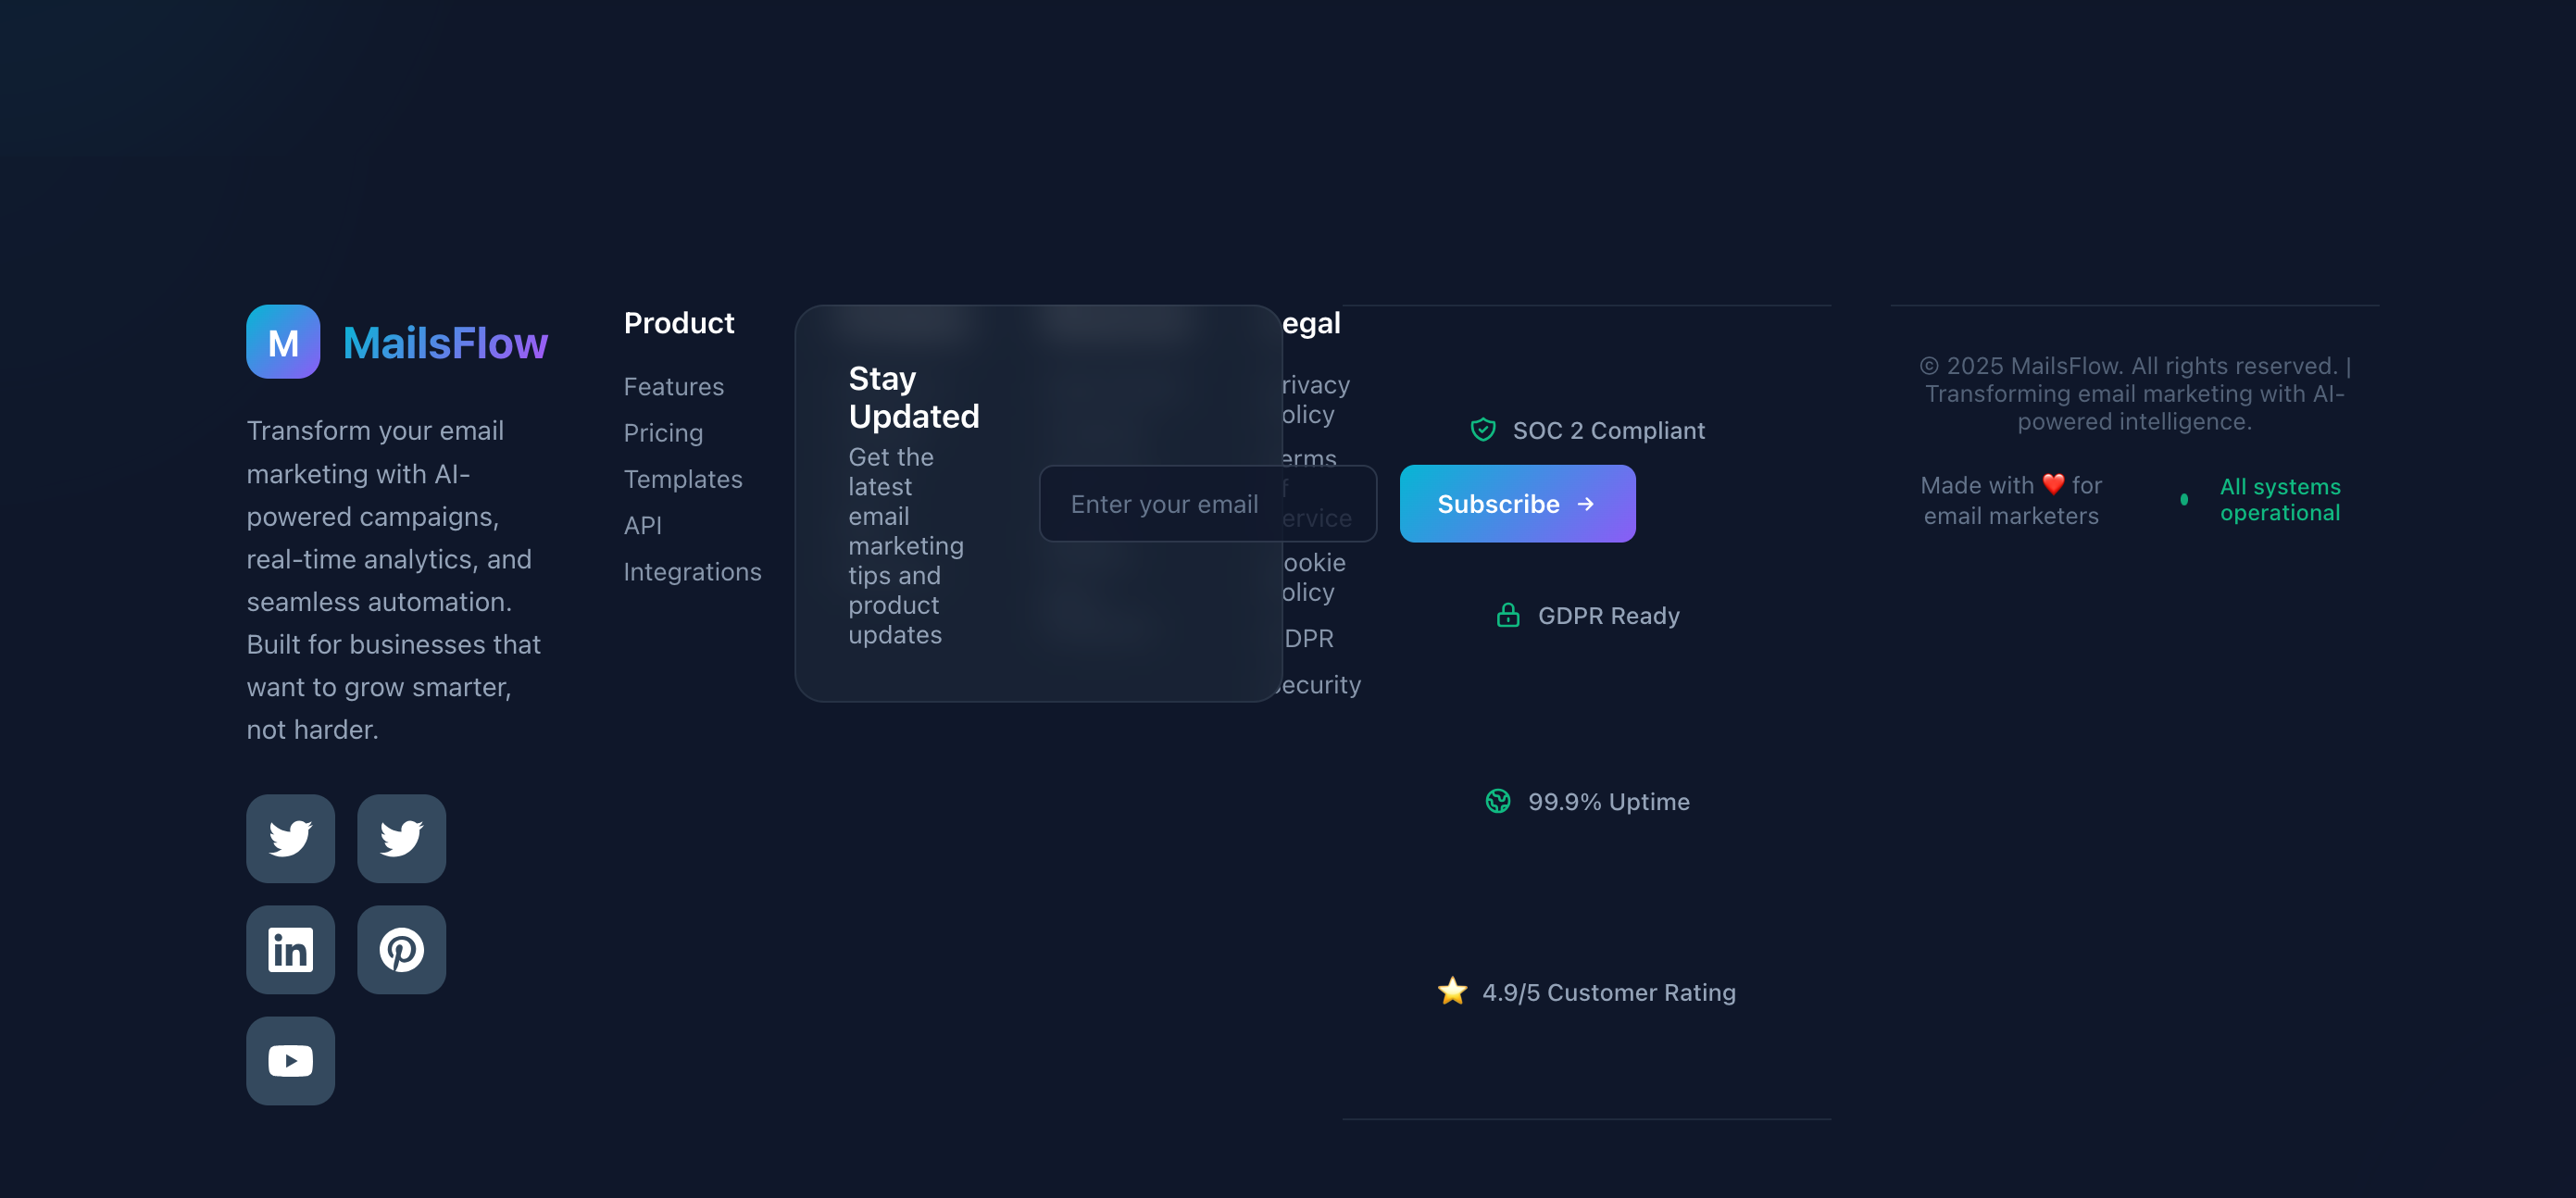 M MailsFlow
Transform your email
marketing with AI-
powered campaigns,
real-time analytics, and
seamless automation.
Built for businesses that
want to grow smarter,
not harder.
Product
Features
Pricing
Templates
API
Integrations
Stay
Updated
Get the
latest
email
marketing
tips and
product
updates
Enter your email
Subscribe →
egal
rivacy
olicy
erms
f
ervice
ookie
olicy
DPR
ecurity
SOC 2 Compliant
GDPR Ready
99.9% Uptime
⭐ 4.9/5 Customer Rating
© 2025 MailsFlow. All rights reserved. |
Transforming email marketing with AI-
powered intelligence.
Made with ❤️ for
email marketers
All systems
operational